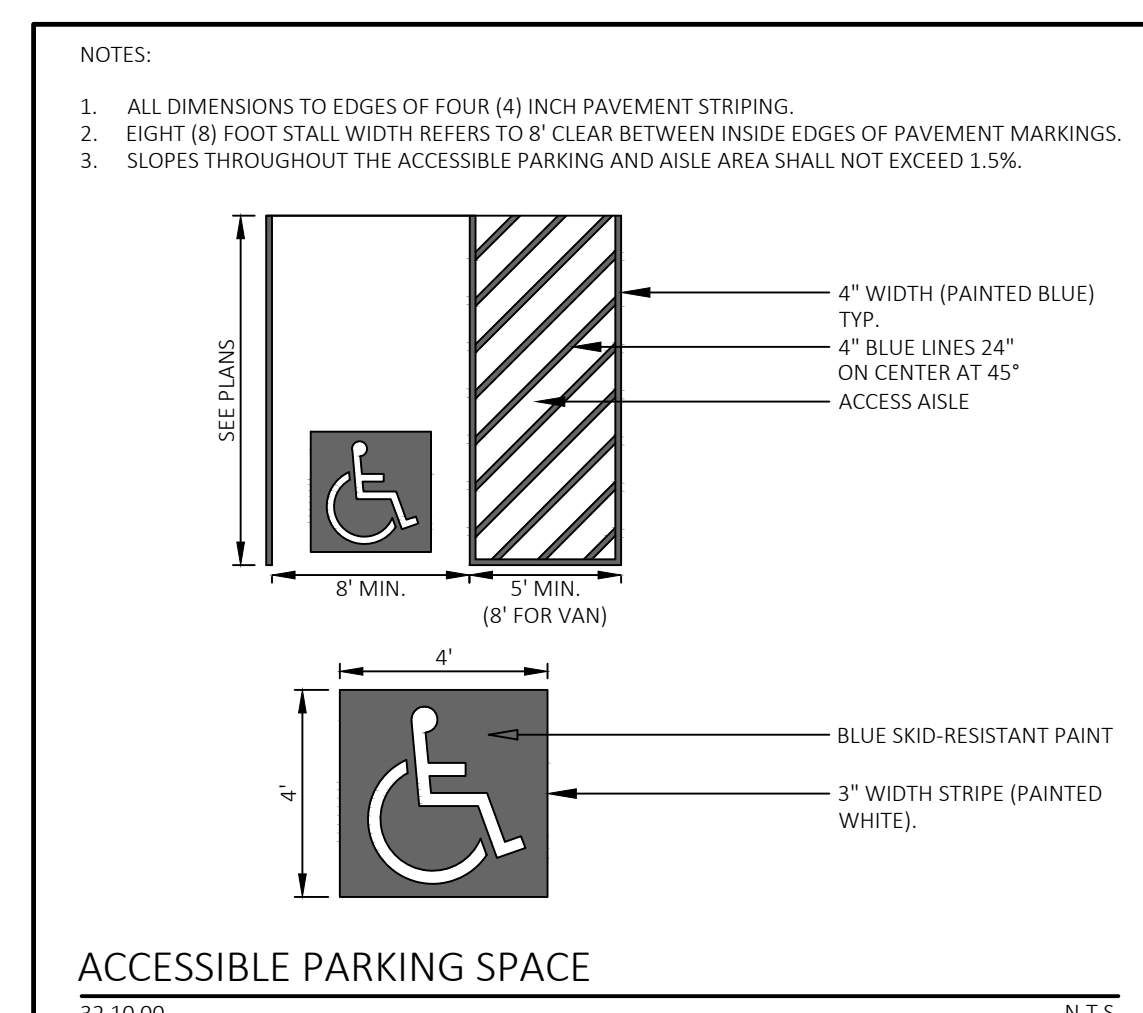 NOTES:
1. ALL DIMENSIONS TO EDGES OF FOUR (4) INCH PAVEMENT STRIPING.
2. EIGHT (8) FOOT STALL WIDTH REFERS TO 8' CLEAR BETWEEN INSIDE EDGES OF PAVEMENT MARKINGS.
3. SLOPES THROUGHOUT THE ACCESSIBLE PARKING AND AISLE AREA SHALL NOT EXCEED 1.5%.
SEE PLANS
4" WIDTH (PAINTED BLUE)
TYP.
4" BLUE LINES 24"
ON CENTER AT 45°
ACCESS AISLE
8' MIN.
5' MIN.
(8' FOR VAN)
4'
4'
BLUE SKID-RESISTANT PAINT
3" WIDTH STRIPE (PAINTED
WHITE).
ACCESSIBLE PARKING SPACE
32 10 00
N.T.S.